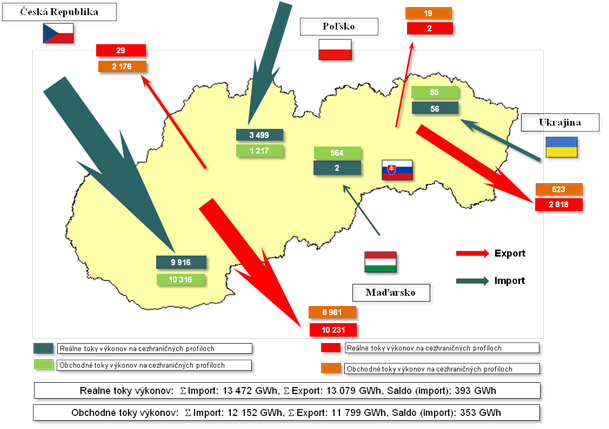 Česká Republika
Poľsko
19
2
29
2 176
55
56
3 499
1 217
564
2
Ukrajina
623
2 818
9 916
10 316
Export
Import
Maďarsko
8 981
10 231
Reálne toky výkonov na cezhraničných profiloch
Reálne toky výkonov na cezhraničných profiloch
Obchodné toky výkonov na cezhraničných profiloch
Obchodné toky výkonov na cezhraničných profiloch
Reálne toky výkonov: Σ Import: 13 472 GWh, Σ Export: 13 079 GWh, Saldo (import): 393 GWh
Obchodné toky výkonov: Σ Import: 12 152 GWh, Σ Export: 11 799 GWh, Saldo (import): 353 GWh